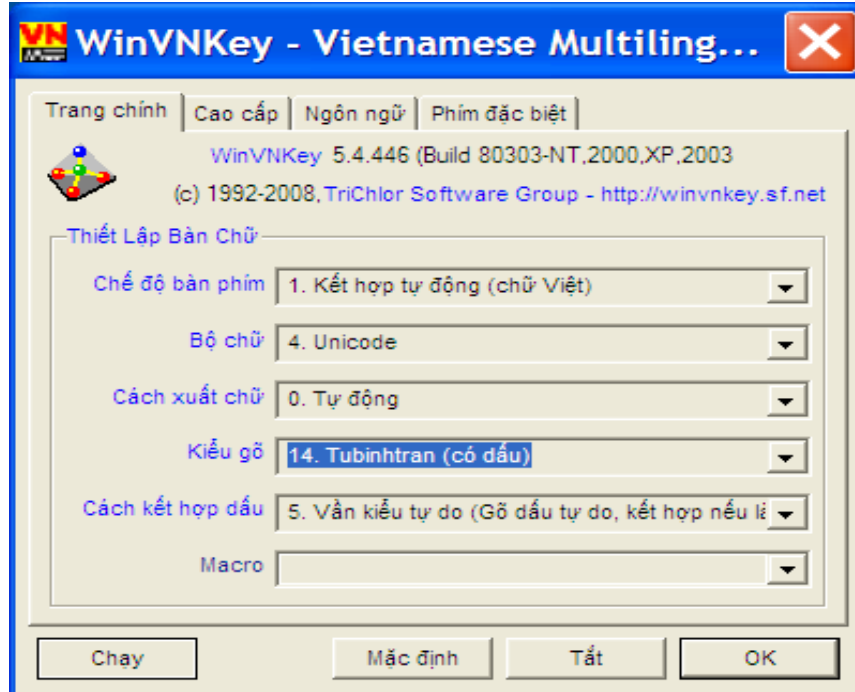 VN
WinVNKey - Vietnamese Multiling...
Trang chính Cao cấp Ngôn ngữ Phím đặc biệt
WinVNKey 5.4.446 (Build 80303-NT,2000,XP,2003
(c) 1992-2008, TriChlor Software Group - http://winvnkey.sf.net
Thiết Lập Bàn Chữ
Chế độ bàn phím 1. Kết hợp tự động (chữ Việt)
Bộ chữ 4. Unicode
Cách xuất chữ 0. Tự động
Kiểu gõ 14. Tubinhtran (có dấu)
Cách kết hợp dấu 5. Vần kiểu tự do (Gõ dấu tự do, kết hợp nếu
Macro
Chạy Mặc định Tắt OK